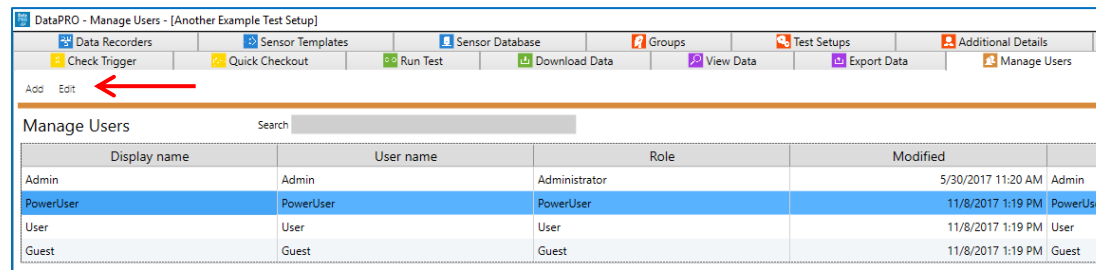 DataPRO - Manage Users - [Another Example Test Setup]
Data Recorders Sensor Templates Sensor Database Groups Test Setups Additional Details
Check Trigger Quick Checkout Run Test Download Data View Data Export Data Manage Users
Add Edit
Manage Users Search
Display name User name Role Modified
Admin Admin Administrator 5/30/2017 11:20 AM Admin
PowerUser PowerUser PowerUser 11/8/2017 1:19 PM PowerUs
User User User 11/8/2017 1:19 PM User
Guest Guest Guest 11/8/2017 1:19 PM Guest